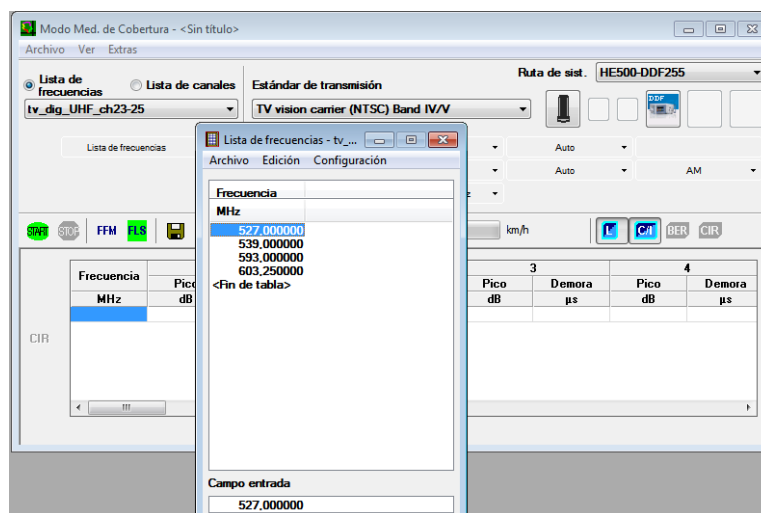 Modo Med. de Cobertura - <Sin título>
Archivo Ver Extras
Ruta de sist. HE500-DDF255
Lista de frecuencias
Lista de canales
Estándar de transmisión
tv_dig_UHF_ch23-25
TV vision carrier (NTSC) Band IV/V
DDF
Lista de frecuencias
Auto
Auto
AM
START STOP FFM FLS
km/h
L C/I BER CIR
Frecuencia
3
4
Pico
Demora
Pico
Demora
MHz
dB
dB
µs
dB
µs
CIR
Lista de frecuencias - tv_...
Archivo Edición Configuración
Frecuencia
MHz
527,000000
539,000000
593,000000
603,250000
<Fin de tabla>
Campo entrada
527,000000